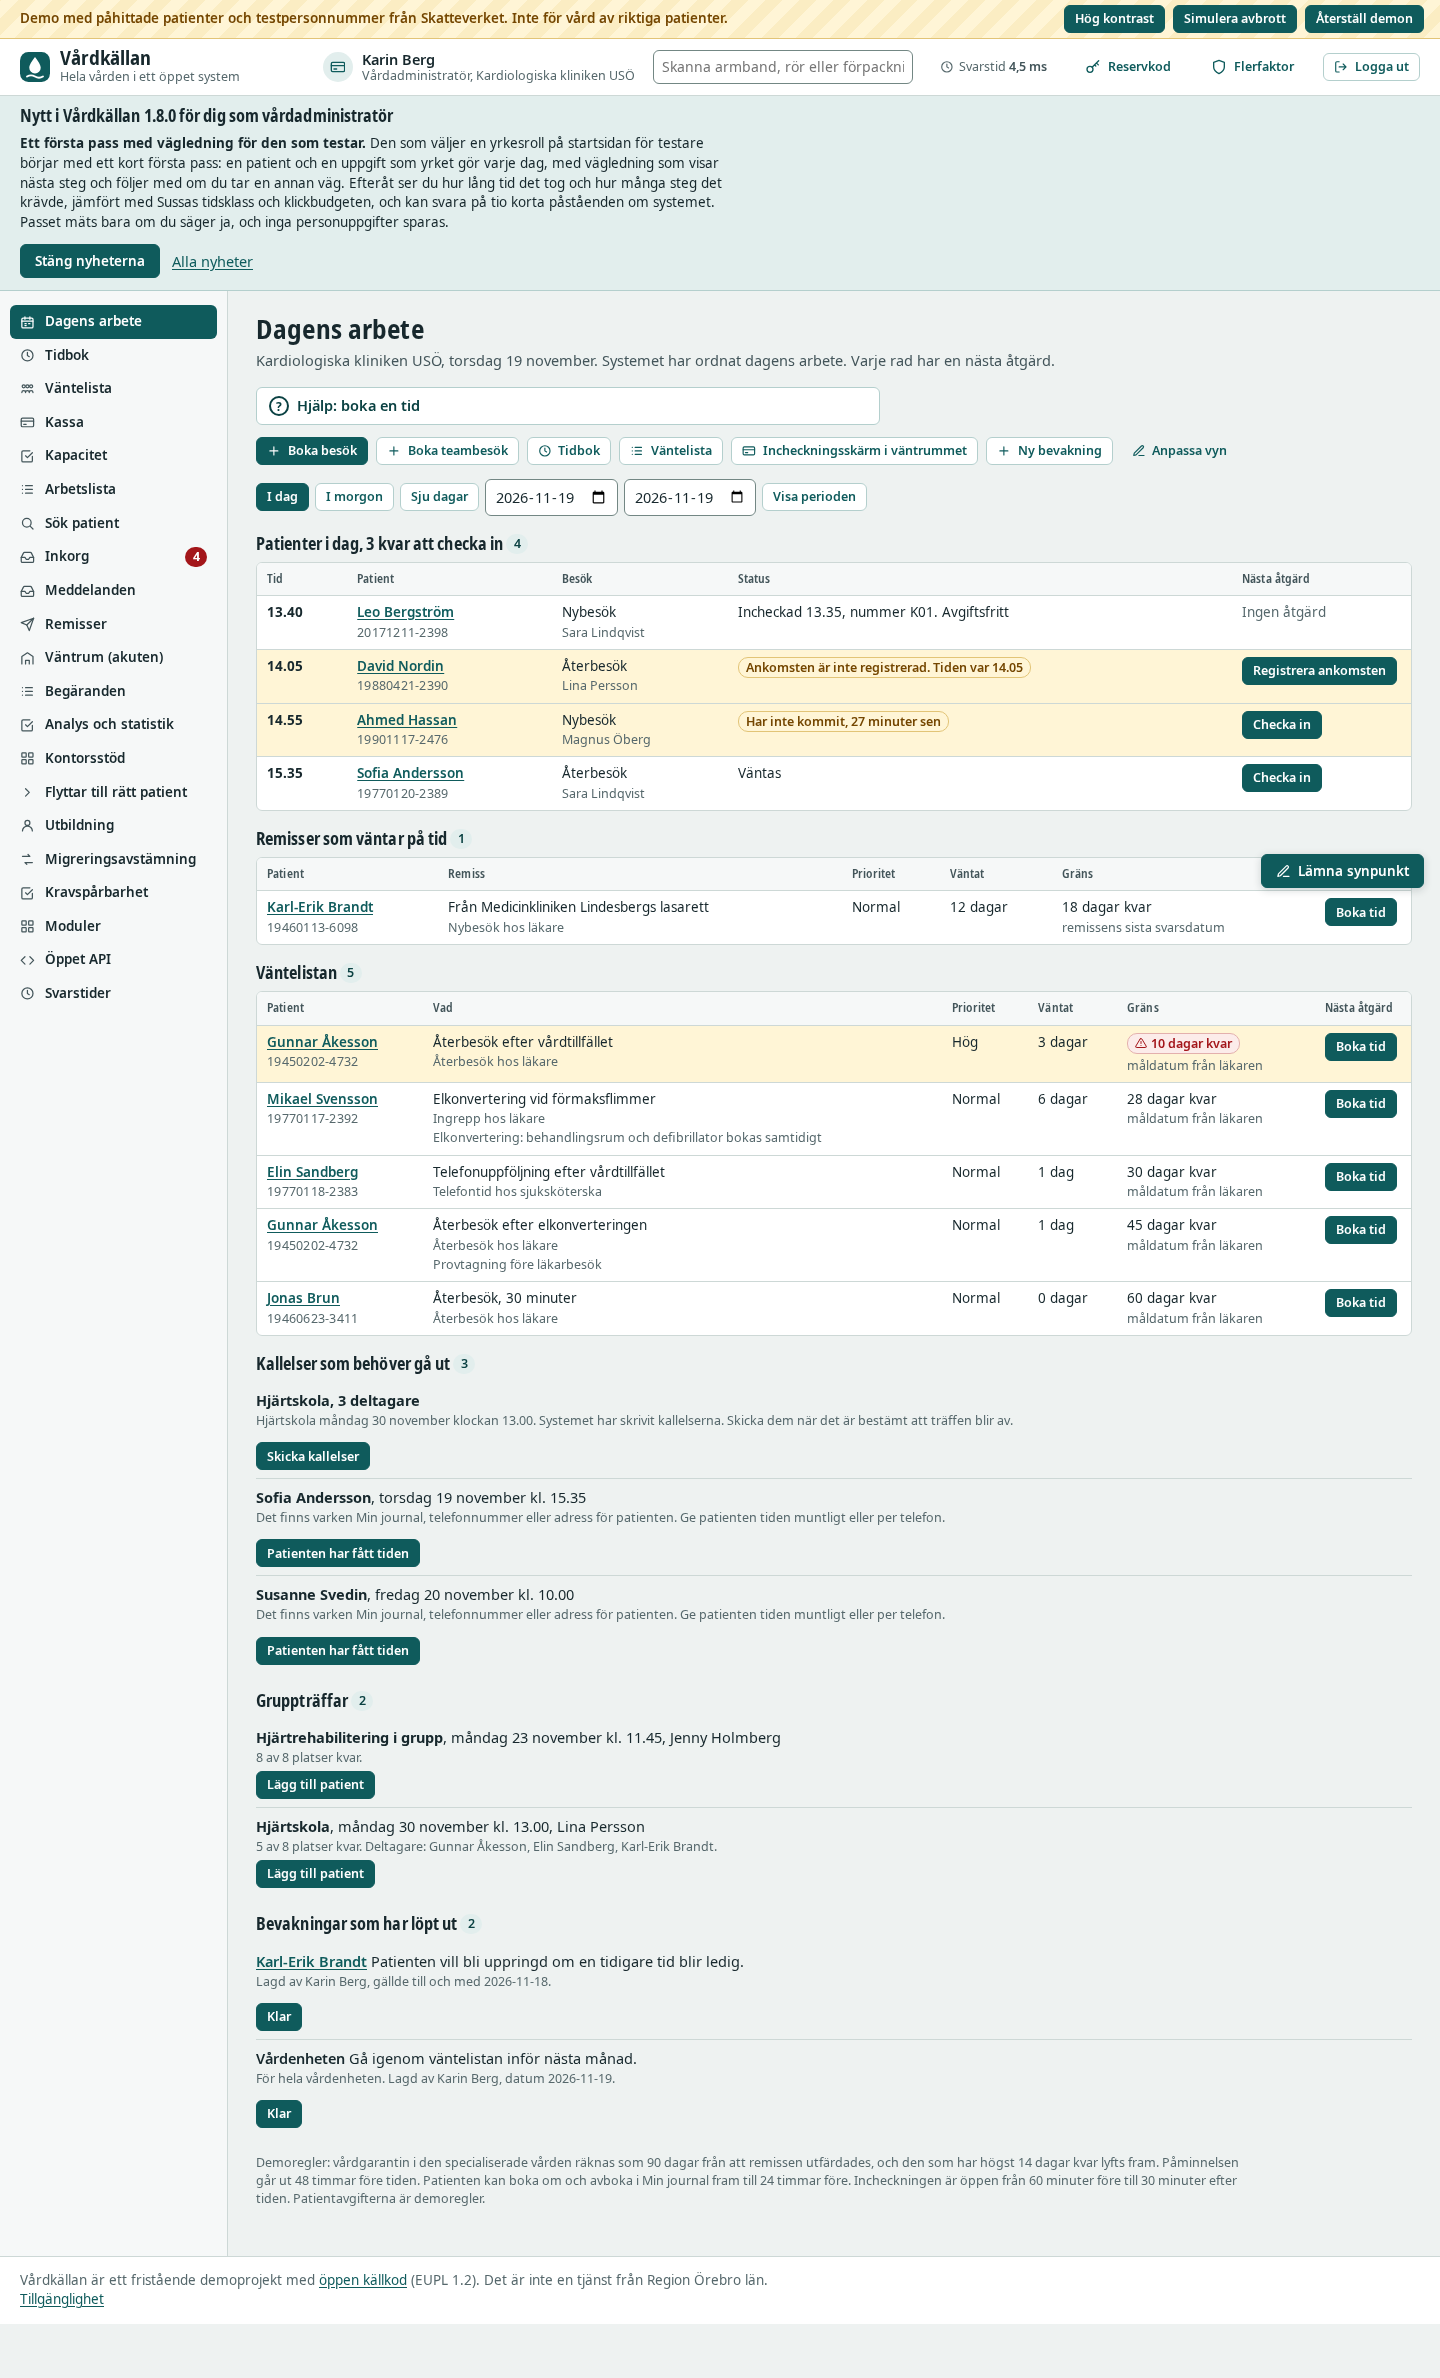 Demo med påhittade patienter och testpersonnummer från Skatteverket. Inte för vård av riktiga patienter.
Hög kontrast
Simulera avbrott
Återställ demon
Vårdkällan
Hela vården i ett öppet system
Karin Berg
Vårdadministratör, Kardiologiska kliniken USÖ
Skanna armband, rör eller förpackni
Svarstid 4,5 ms
Reservkod
Flerfaktor
Logga ut
Nytt i Vårdkällan 1.8.0 för dig som vårdadministratör
Ett första pass med vägledning för den som testar. Den som väljer en yrkesroll på startsidan för testare
börjar med ett kort första pass: en patient och en uppgift som yrket gör varje dag, med vägledning som visar
nästa steg och följer med om du tar en annan väg. Efteråt ser du hur lång tid det tog och hur många steg det
krävde, jämfört med Sussas tidsklass och klickbudgeten, och kan svara på tio korta påståenden om systemet.
Passet mäts bara om du säger ja, och inga personuppgifter sparas.
Stäng nyheterna
Alla nyheter
Dagens arbete
Tidbok
Väntelista
Kassa
Kapacitet
Arbetslista
Sök patient
Inkorg 4
Meddelanden
Remisser
Väntrum (akuten)
Begäranden
Analys och statistik
Kontorsstöd
Flyttar till rätt patient
Utbildning
Migreringsavstämning
Kravspårbarhet
Moduler
Öppet API
Svarstider
Dagens arbete
Kardiologiska kliniken USÖ, torsdag 19 november. Systemet har ordnat dagens arbete. Varje rad har en nästa åtgärd.
? Hjälp: boka en tid
Boka besök
Boka teambesök
Tidbok
Väntelista
Incheckningsskärm i väntrummet
Ny bevakning
Anpassa vyn
I dag
I morgon
Sju dagar
2026-11-19
2026-11-19
Visa perioden
Patienter i dag, 3 kvar att checka in 4
Tid Patient Besök Status Nästa åtgärd
13.40 Leo Bergström Nybesök Incheckad 13.35, nummer K01. Avgiftsfritt Ingen åtgärd
20171211-2398 Sara Lindqvist
14.05 David Nordin Återbesök Ankomsten är inte registrerad. Tiden var 14.05 Registrera ankomsten
19880421-2390 Lina Persson
14.55 Ahmed Hassan Nybesök Har inte kommit, 27 minuter sen Checka in
19901117-2476 Magnus Öberg
15.35 Sofia Andersson Återbesök Väntas Checka in
19770120-2389 Sara Lindqvist
Remisser som väntar på tid 1
Patient Remiss Prioritet Väntat Gräns
Lämna synpunkt
Karl-Erik Brandt Från Medicinkliniken Lindesbergs lasarett Normal 12 dagar 18 dagar kvar Boka tid
19460113-6098 Nybesök hos läkare remissens sista svarsdatum
Väntelistan 5
Patient Vad Prioritet Väntat Gräns Nästa åtgärd
Gunnar Åkesson Återbesök efter vårdtillfället Hög 3 dagar 10 dagar kvar Boka tid
19450202-4732 Återbesök hos läkare måldatum från läkaren
Mikael Svensson Elkonvertering vid förmaksflimmer Normal 6 dagar 28 dagar kvar Boka tid
19770117-2392 Ingrepp hos läkare måldatum från läkaren
Elkonvertering: behandlingsrum och defibrillator bokas samtidigt
Elin Sandberg Telefonuppföljning efter vårdtillfället Normal 1 dag 30 dagar kvar Boka tid
19770118-2383 Telefontid hos sjuksköterska måldatum från läkaren
Gunnar Åkesson Återbesök efter elkonverteringen Normal 1 dag 45 dagar kvar Boka tid
19450202-4732 Återbesök hos läkare måldatum från läkaren
Provtagning före läkarbesök
Jonas Brun Återbesök, 30 minuter Normal 0 dagar 60 dagar kvar Boka tid
19460623-3411 Återbesök hos läkare måldatum från läkaren
Kallelser som behöver gå ut 3
Hjärtskola, 3 deltagare
Hjärtskola måndag 30 november klockan 13.00. Systemet har skrivit kallelserna. Skicka dem när det är bestämt att träffen blir av.
Skicka kallelser
Sofia Andersson, torsdag 19 november kl. 15.35
Det finns varken Min journal, telefonnummer eller adress för patienten. Ge patienten tiden muntligt eller per telefon.
Patienten har fått tiden
Susanne Svedin, fredag 20 november kl. 10.00
Det finns varken Min journal, telefonnummer eller adress för patienten. Ge patienten tiden muntligt eller per telefon.
Patienten har fått tiden
Gruppträffar 2
Hjärtrehabilitering i grupp, måndag 23 november kl. 11.45, Jenny Holmberg
8 av 8 platser kvar.
Lägg till patient
Hjärtskola, måndag 30 november kl. 13.00, Lina Persson
5 av 8 platser kvar. Deltagare: Gunnar Åkesson, Elin Sandberg, Karl-Erik Brandt.
Lägg till patient
Bevakningar som har löpt ut 2
Karl-Erik Brandt Patienten vill bli uppringd om en tidigare tid blir ledig.
Lagd av Karin Berg, gällde till och med 2026-11-18.
Klar
Vårdenheten Gå igenom väntelistan inför nästa månad.
För hela vårdenheten. Lagd av Karin Berg, datum 2026-11-19.
Klar
Demoregler: vårdgarantin i den specialiserade vården räknas som 90 dagar från att remissen utfärdades, och den som har högst 14 dagar kvar lyfts fram. Påminnelsen
går ut 48 timmar före tiden. Patienten kan boka om och avboka i Min journal fram till 24 timmar före. Incheckningen är öppen från 60 minuter före till 30 minuter efter
tiden. Patientavgifterna är demoregler.
Vårdkällan är ett fristående demoprojekt med öppen källkod (EUPL 1.2). Det är inte en tjänst från Region Örebro län.
Tillgänglighet